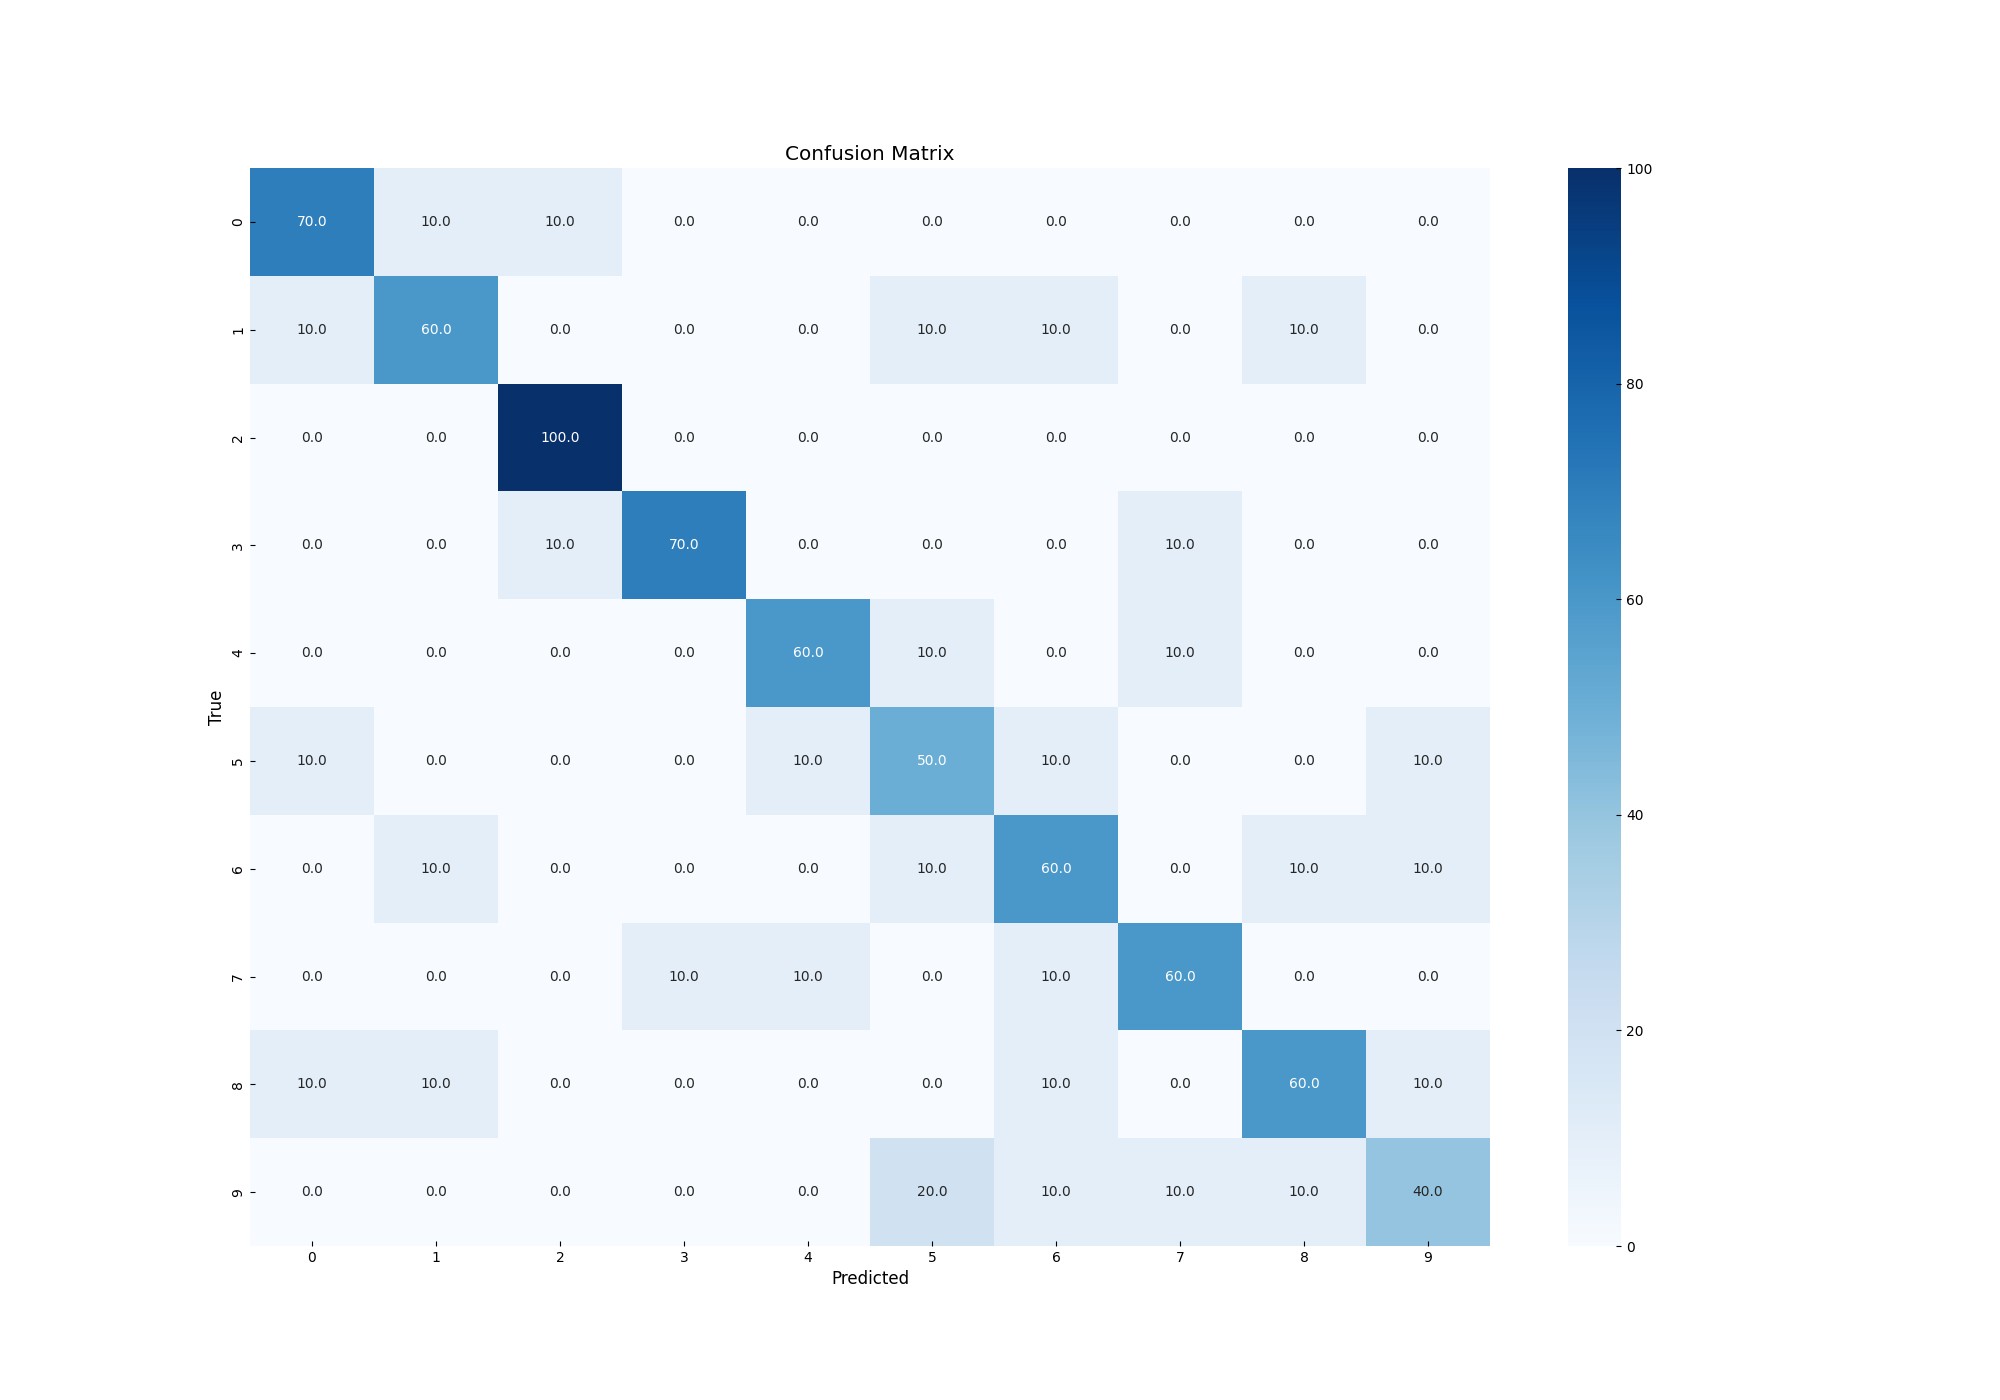 Confusion Matrix
0 70.0 10.0 10.0 0.0 0.0 0.0 0.0 0.0 0.0 0.0
1 10.0 60.0 0.0 0.0 0.0 10.0 10.0 0.0 10.0 0.0
2 0.0 0.0 100.0 0.0 0.0 0.0 0.0 0.0 0.0 0.0
3 0.0 0.0 10.0 70.0 0.0 0.0 0.0 10.0 0.0 0.0
4 0.0 0.0 0.0 0.0 60.0 10.0 0.0 10.0 0.0 0.0
True
5 10.0 0.0 0.0 0.0 10.0 50.0 10.0 0.0 0.0 10.0
6 0.0 10.0 0.0 0.0 0.0 10.0 60.0 0.0 10.0 10.0
7 0.0 0.0 0.0 10.0 10.0 0.0 10.0 60.0 0.0 0.0
8 10.0 10.0 0.0 0.0 0.0 0.0 10.0 0.0 60.0 10.0
9 0.0 0.0 0.0 0.0 0.0 20.0 10.0 10.0 10.0 40.0
0 1 2 3 4 5 6 7 8 9
Predicted
100
80
60
40
20
0